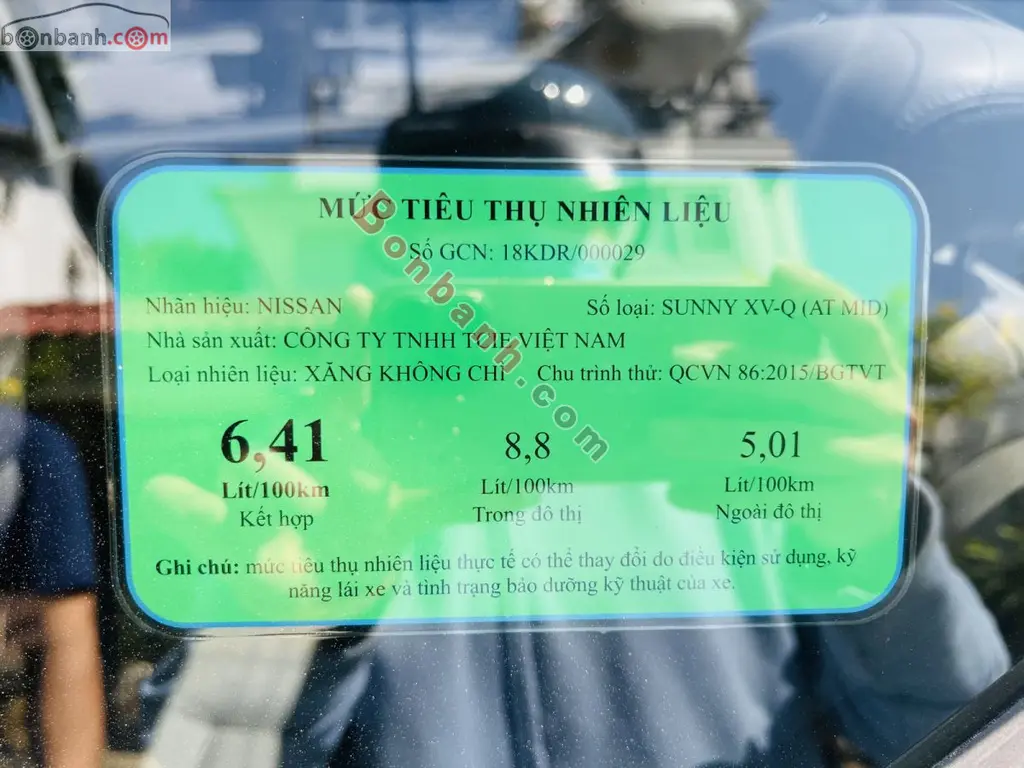 bonbanh.com
MỨC TIÊU THỤ NHIÊN LIỆU
Số GCN: 18KDR/000029
Nhãn hiệu: NISSAN Số loại: SUNNY XV-Q (AT MID)
Nhà sản xuất: CÔNG TY TNHH TCIE VIỆT NAM
Loại nhiên liệu: XĂNG KHÔNG CHÌ Chu trình thử: QCVN 86:2015/BGTVT
6,41 8,8 5,01
Lít/100km Lít/100km Lít/100km
Kết hợp Trong đô thị Ngoài đô thị
Ghi chú: mức tiêu thụ nhiên liệu thực tế có thể thay đổi do điều kiện sử dụng, kỹ
năng lái xe và tình trạng bảo dưỡng kỹ thuật của xe.
Bonbanh.com